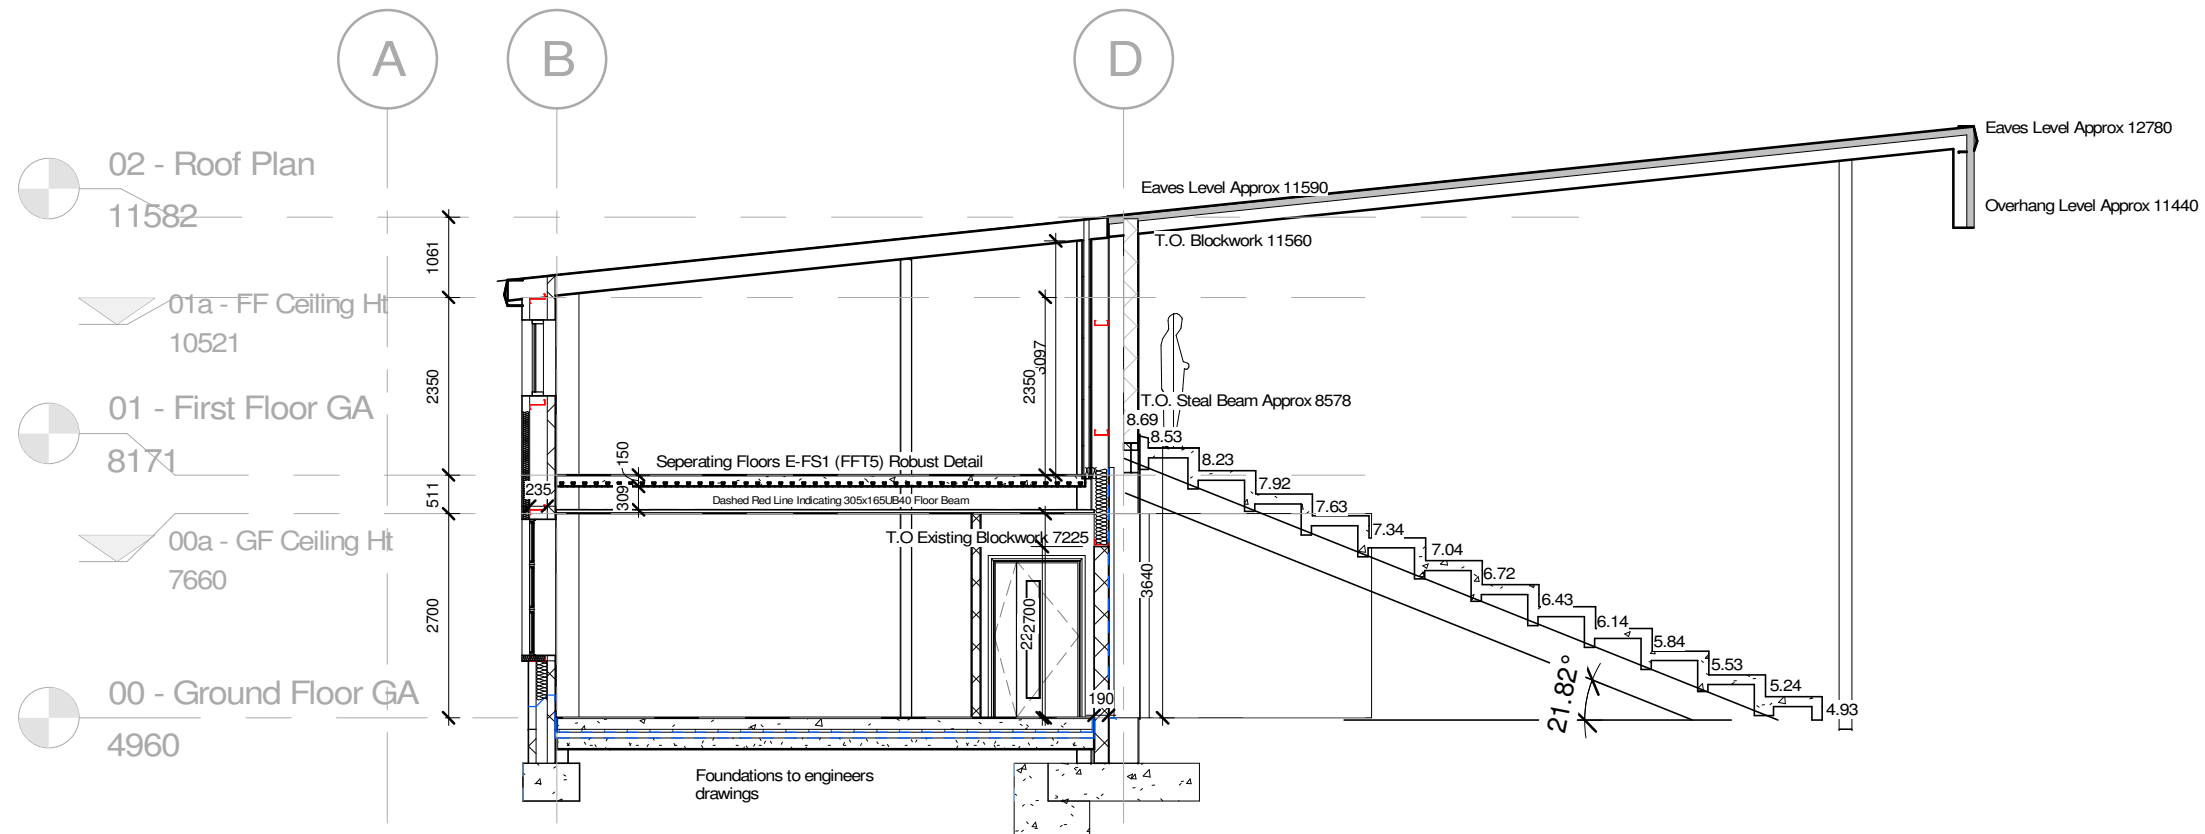 A
B
D
Eaves Level Approx 12780
02 - Roof Plan
11582
Eaves Level Approx 11590
Overhang Level Approx 11440
T.O. Blockwork 11560
1061
01a - FF Ceiling Ht
10521
2350
3097
2350
01 - First Floor GA
8171
T.O. Steal Beam Approx 8578
8.69
8.53
8.23
7.92
7.63
7.34
7.04
6.72
6.43
6.14
5.84
5.53
5.24
4.93
150
Seperating Floors E-FS1 (FFT5) Robust Detail
235
511
309
Dashed Red Line Indicating 305x165UB40 Floor Beam
00a - GF Ceiling Ht
7660
T.O Existing Blockwork 7225
3640
2700
2700
21.82°
190
00 - Ground Floor GA
4960
Foundations to engineers
drawings